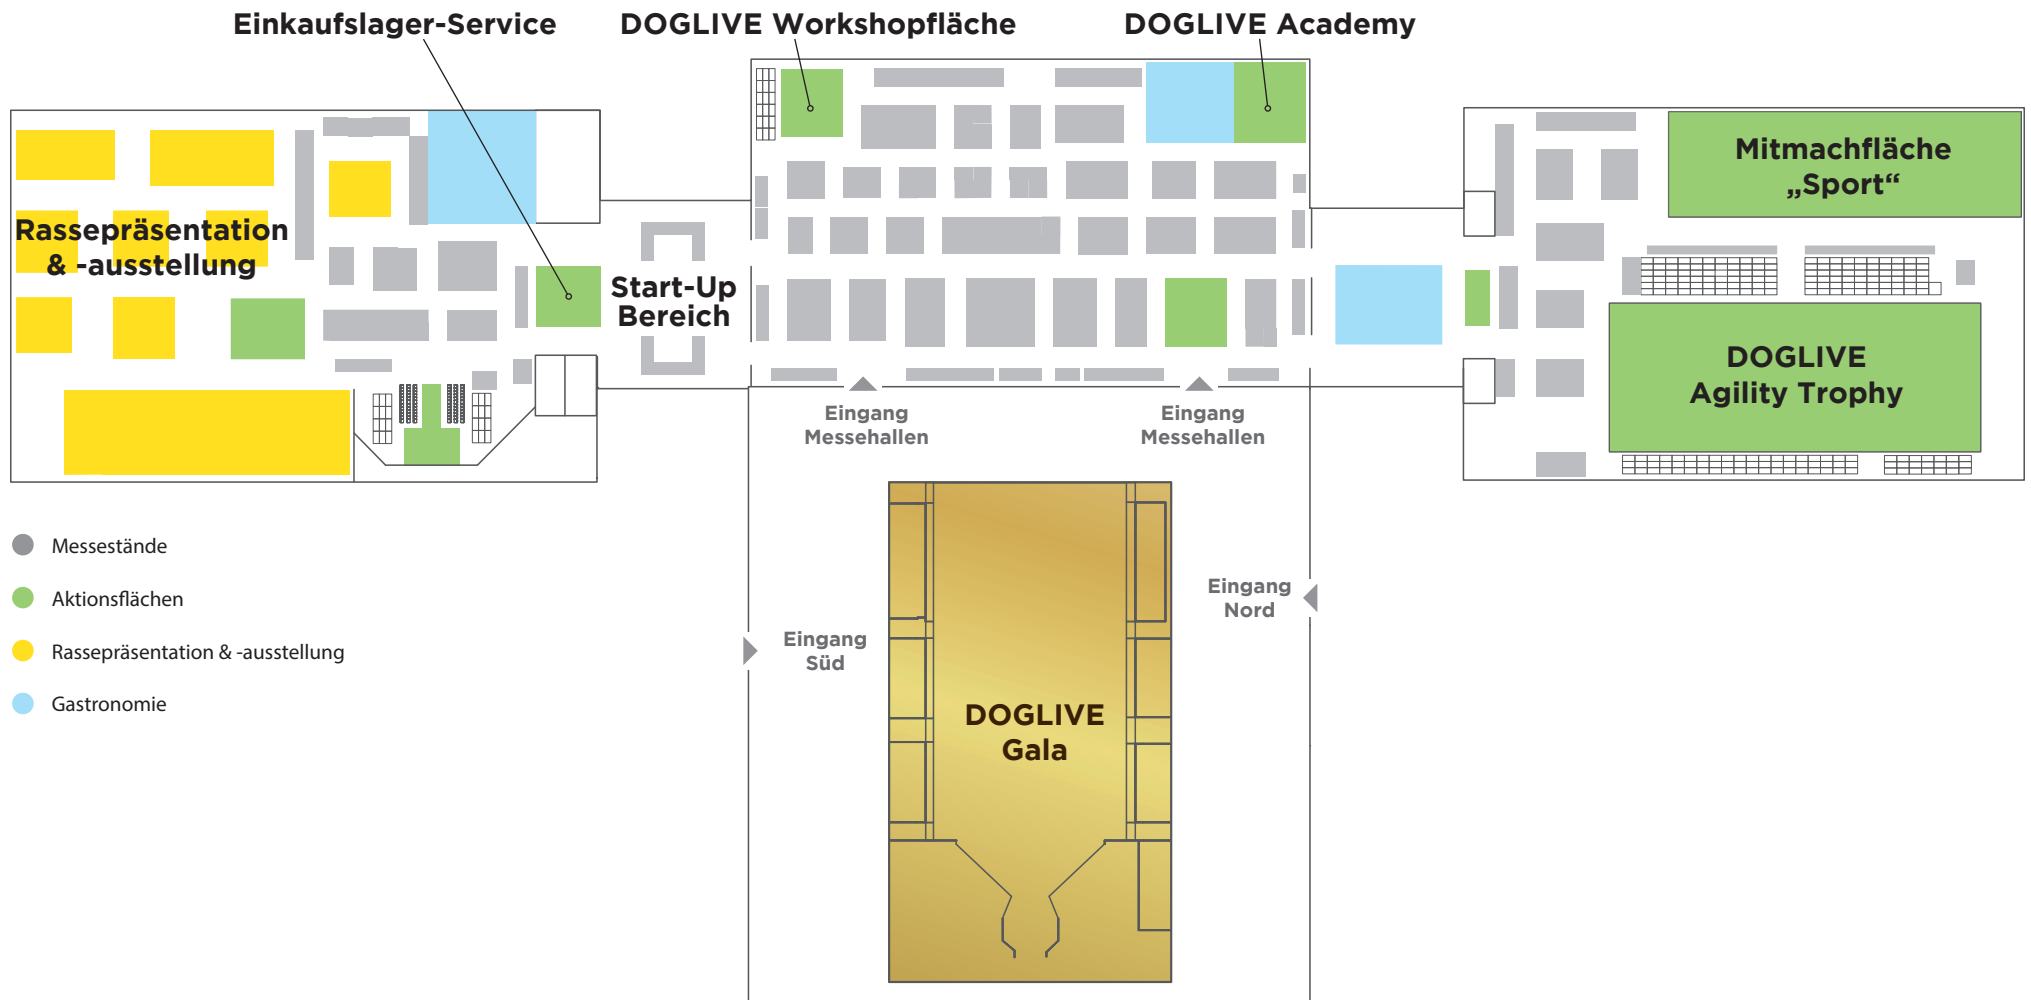 Einkaufslager-Service
DOGLIVE Workshopfläche
DOGLIVE Academy
Rassepräsentation
& -ausstellung
Start-Up
Bereich
Mitmachfläche
„Sport“
DOGLIVE
Agility Trophy
Eingang
Messehallen
Eingang
Messehallen
Eingang
Süd
Eingang
Nord
DOGLIVE
Gala
Messestände
Aktionsflächen
Rassepräsentation & -ausstellung
Gastronomie